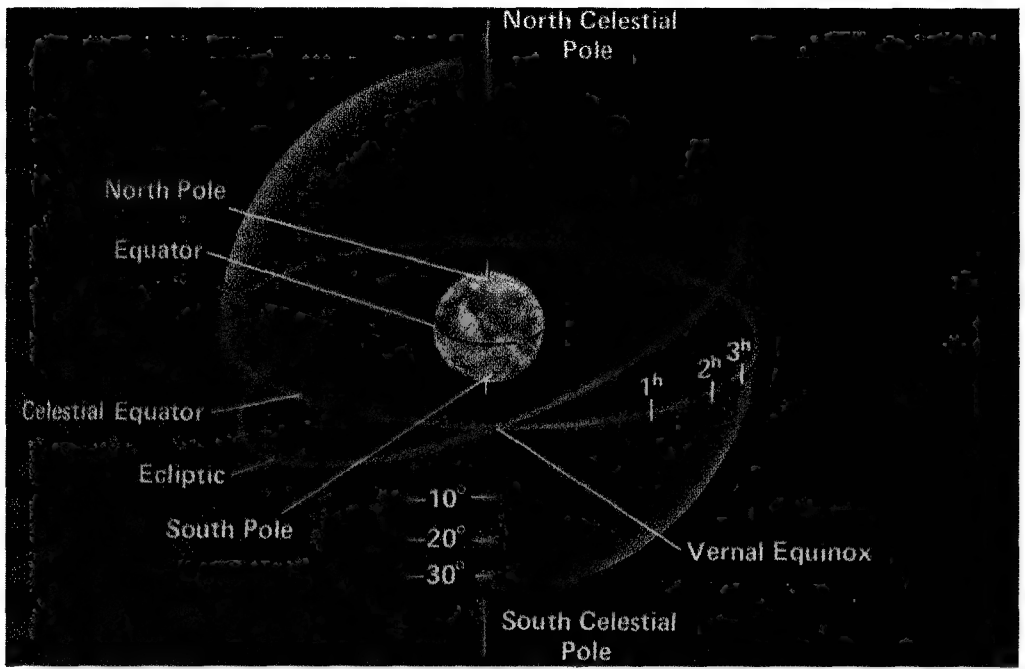 North Celestial
Pole
North Pole
Equator
3ʰ
2ʰ
1ʰ
Celestial Equator
Ecliptic
South Pole
—10°
—20°
—30°
Vernal Equinox
South Celestial
Pole